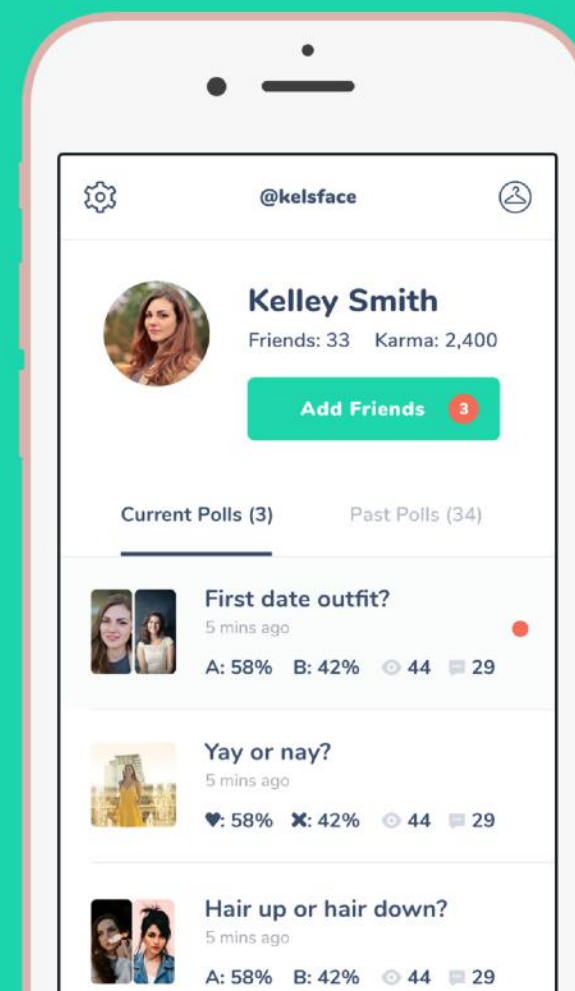 @kelsface
Kelley Smith
Friends: 33 Karma: 2,400
Add Friends 3
Current Polls (3) Past Polls (34)
First date outfit?
5 mins ago
A: 58% B: 42% 44 29
Yay or nay?
5 mins ago
♥: 58% ✖: 42% 44 29
Hair up or hair down?
5 mins ago
A: 58% B: 42% 44 29